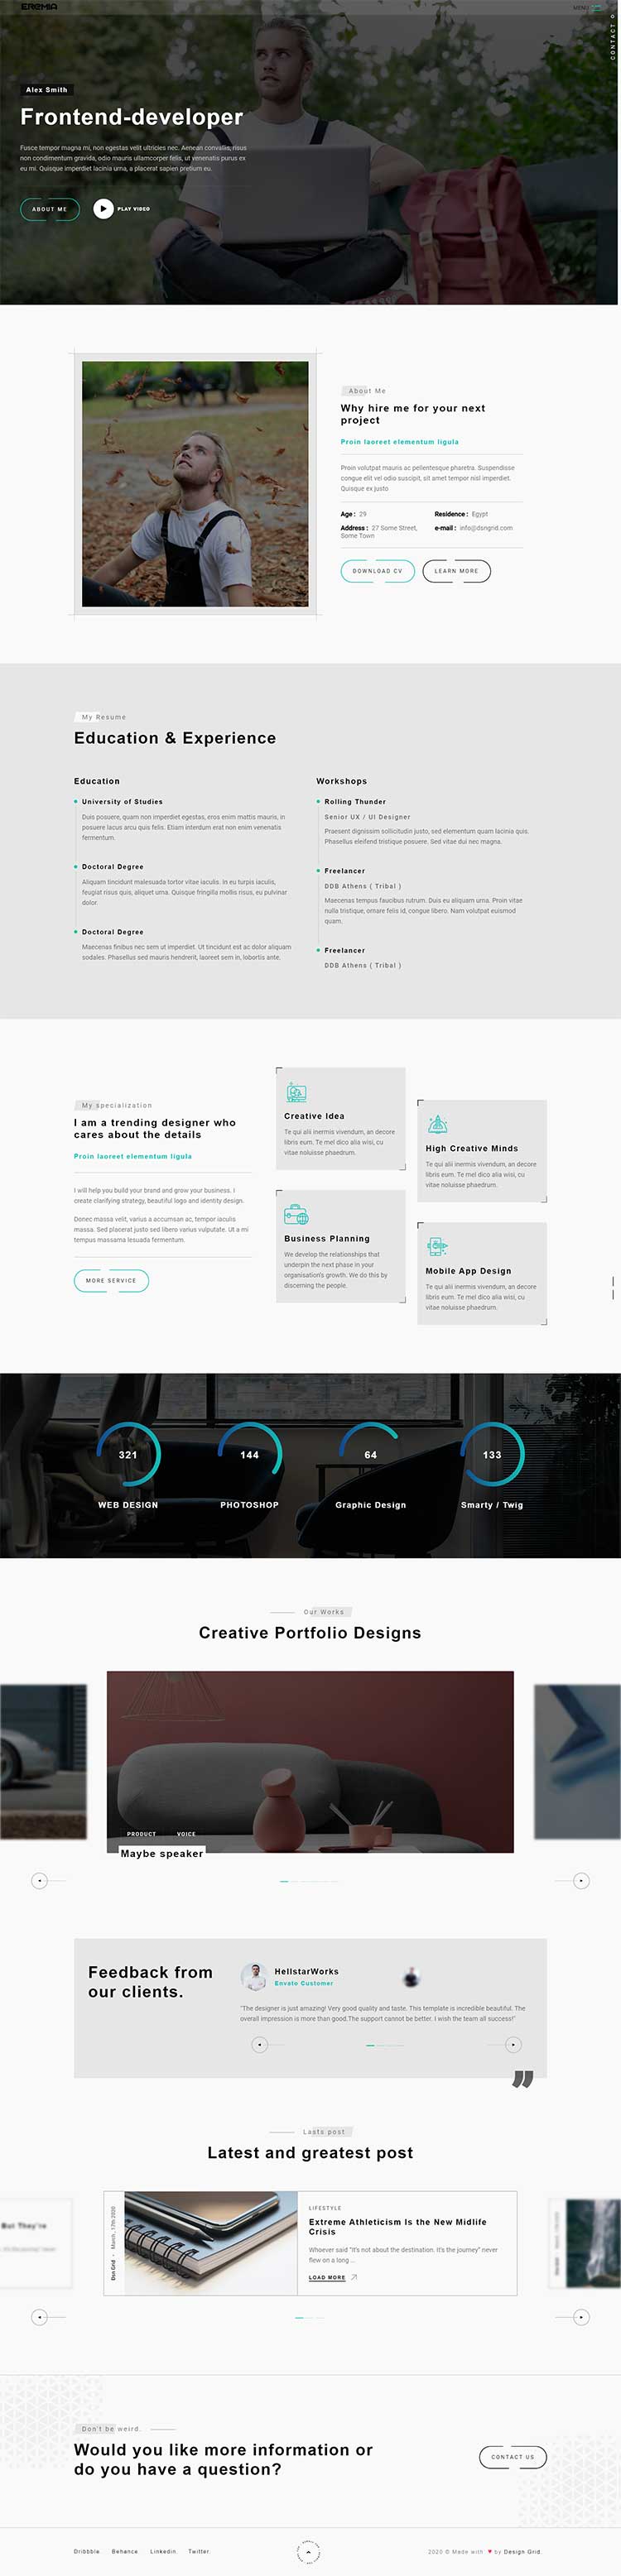 EREMIA
MENU
CONTACT
Alex Smith
Frontend-developer
Fusce tempor magna mi, non egestas velit ultricies nec. Aenean convallis, risus
non condimentum gravida, odio mauris ullamcorper felis, ut venenatis purus ex
eu mi. Quisque imperdiet lacinia urna, a placerat sapien pretium eu.
ABOUT ME
PLAY VIDEO
About Me
Why hire me for your next
project
Proin laoreet elementum ligula
Proin volutpat mauris ac pellentesque pharetra. Suspendisse
congue elit vel odio suscipit, sit amet tempor nisl imperdiet.
Quisque ex justo
Age : 29
Residence : Egypt
Address : 27 Some Street,
Some Town
e-mail : info@dsngrid.com
DOWNLOAD CV
LEARN MORE
My Resume
Education & Experience
Education
University of Studies
Duis posuere, quam non imperdiet egestas, eros enim mattis mauris, in
posuere lacus arcu quis felis. Etiam interdum erat non enim venenatis
fermentum.
Doctoral Degree
Aliquam tincidunt malesuada tortor vitae iaculis. In eu turpis iaculis,
feugiat risus quis, aliquet urna. Quisque fringilla mollis risus, eu pulvinar
dolor.
Doctoral Degree
Maecenas finibus nec sem ut imperdiet. Ut tincidunt est ac dolor aliquam
sodales. Phasellus sed mauris hendrerit, laoreet sem in, lobortis ante.
Workshops
Rolling Thunder
Senior UX / UI Designer
Praesent dignissim sollicitudin justo, sed elementum quam lacinia quis.
Phasellus eleifend tristique posuere. Sed vitae dui nec magna.
Freelancer
DDB Athens ( Tribal )
Maecenas tempus faucibus rutrum. Duis eu aliquam urna. Proin vitae
nulla tristique, ornare felis id, congue libero. Nam volutpat euismod
quam.
Freelancer
DDB Athens ( Tribal )
My specialization
I am a trending designer who
cares about the details
Proin laoreet elementum ligula
I will help you build your brand and grow your business. I
create clarifying strategy, beautiful logo and identity design.
Donec massa velit, varius a accumsan ac, tempor iaculis
massa. Sed placerat justo sed libero varius vulputate. Ut a mi
tempus massama lesuada fermentum.
MORE SERVICE
Creative Idea
Te qui alii inermis vivendum, an decore
libris eum. Te mel dico alia wisi, cu
vitae noluisse phaedrum.
High Creative Minds
Te qui alii inermis vivendum, an decore
libris eum. Te mel dico alia wisi, cu
vitae noluisse phaedrum.
Business Planning
We develop the relationships that
underpin the next phase in your
organisation's growth. We do this by
discerning the people.
Mobile App Design
Te qui alii inermis vivendum, an decore
libris eum. Te mel dico alia wisi, cu
vitae noluisse phaedrum.
321
144
64
133
WEB DESIGN
PHOTOSHOP
Graphic Design
Smarty / Twig
Our Works
Creative Portfolio Designs
PRODUCT
VOICE
Maybe speaker
Feedback from
our clients.
HellstarWorks
Envato Customer
"The designer is just amazing! Very good quality and taste. This template is incredible beautiful. The
overall impression is more than good.The support cannot be better. I wish the team all success!"
Lasts post
Latest and greatest post
But They're
Dsn Grid - March , 17th 2020
LIFESTYLE
Extreme Athleticism Is the New Midlife
Crisis
Whoever said "It's not about the destination. It's the journey" never
flew on a long ...
LOAD MORE
Don't be weird.
Would you like more information or
do you have a question?
CONTACT US
Dribbble.
Behance.
Linkedin.
Twitter.
2020 © Made with ♥ by Design Grid.